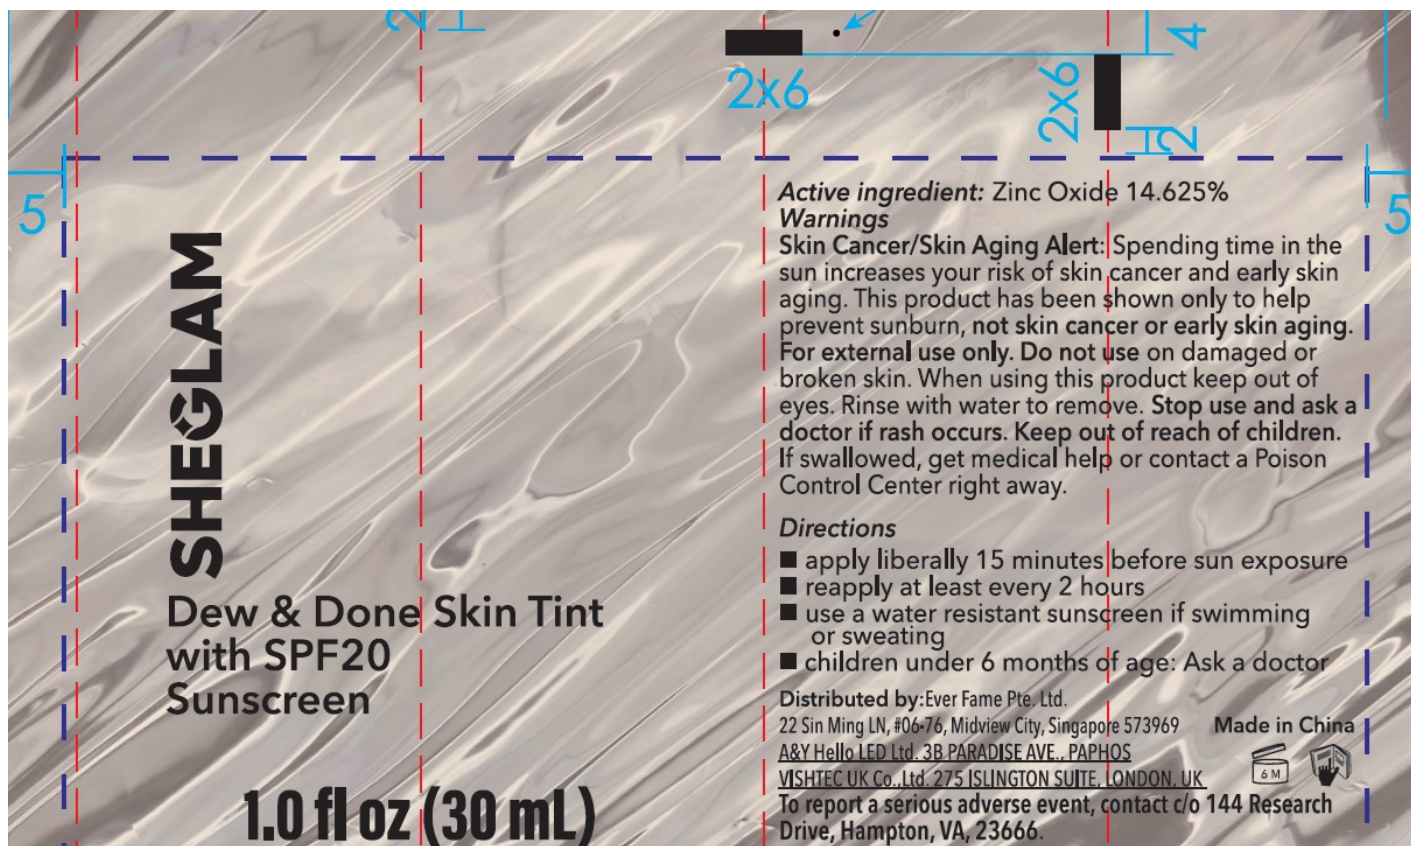 2
2x6
4
2x6
2
5
5
SHEGLAM
Dew & Done Skin Tint
with SPF20
Sunscreen
1.0 fl oz (30 mL)
Active ingredient: Zinc Oxide 14.625%
Warnings
Skin Cancer/Skin Aging Alert: Spending time in the
sun increases your risk of skin cancer and early skin
aging. This product has been shown only to help
prevent sunburn, not skin cancer or early skin aging.
For external use only. Do not use on damaged or
broken skin. When using this product keep out of
eyes. Rinse with water to remove. Stop use and ask a
doctor if rash occurs. Keep out of reach of children.
If swallowed, get medical help or contact a Poison
Control Center right away.
Directions
■ apply liberally 15 minutes before sun exposure
■ reapply at least every 2 hours
■ use a water resistant sunscreen if swimming
or sweating
■ children under 6 months of age: Ask a doctor
Distributed by:Ever Fame Pte. Ltd.
22 Sin Ming LN, #06-76, Midview City, Singapore 573969
Made in China
A&Y Hello LED Ltd. 3B PARADISE AVE., PAPHOS
VISHTEC UK Co.,Ltd. 275 ISLINGTON SUITE, LONDON, UK
6 M
To report a serious adverse event, contact c/o 144 Research
Drive, Hampton, VA, 23666.